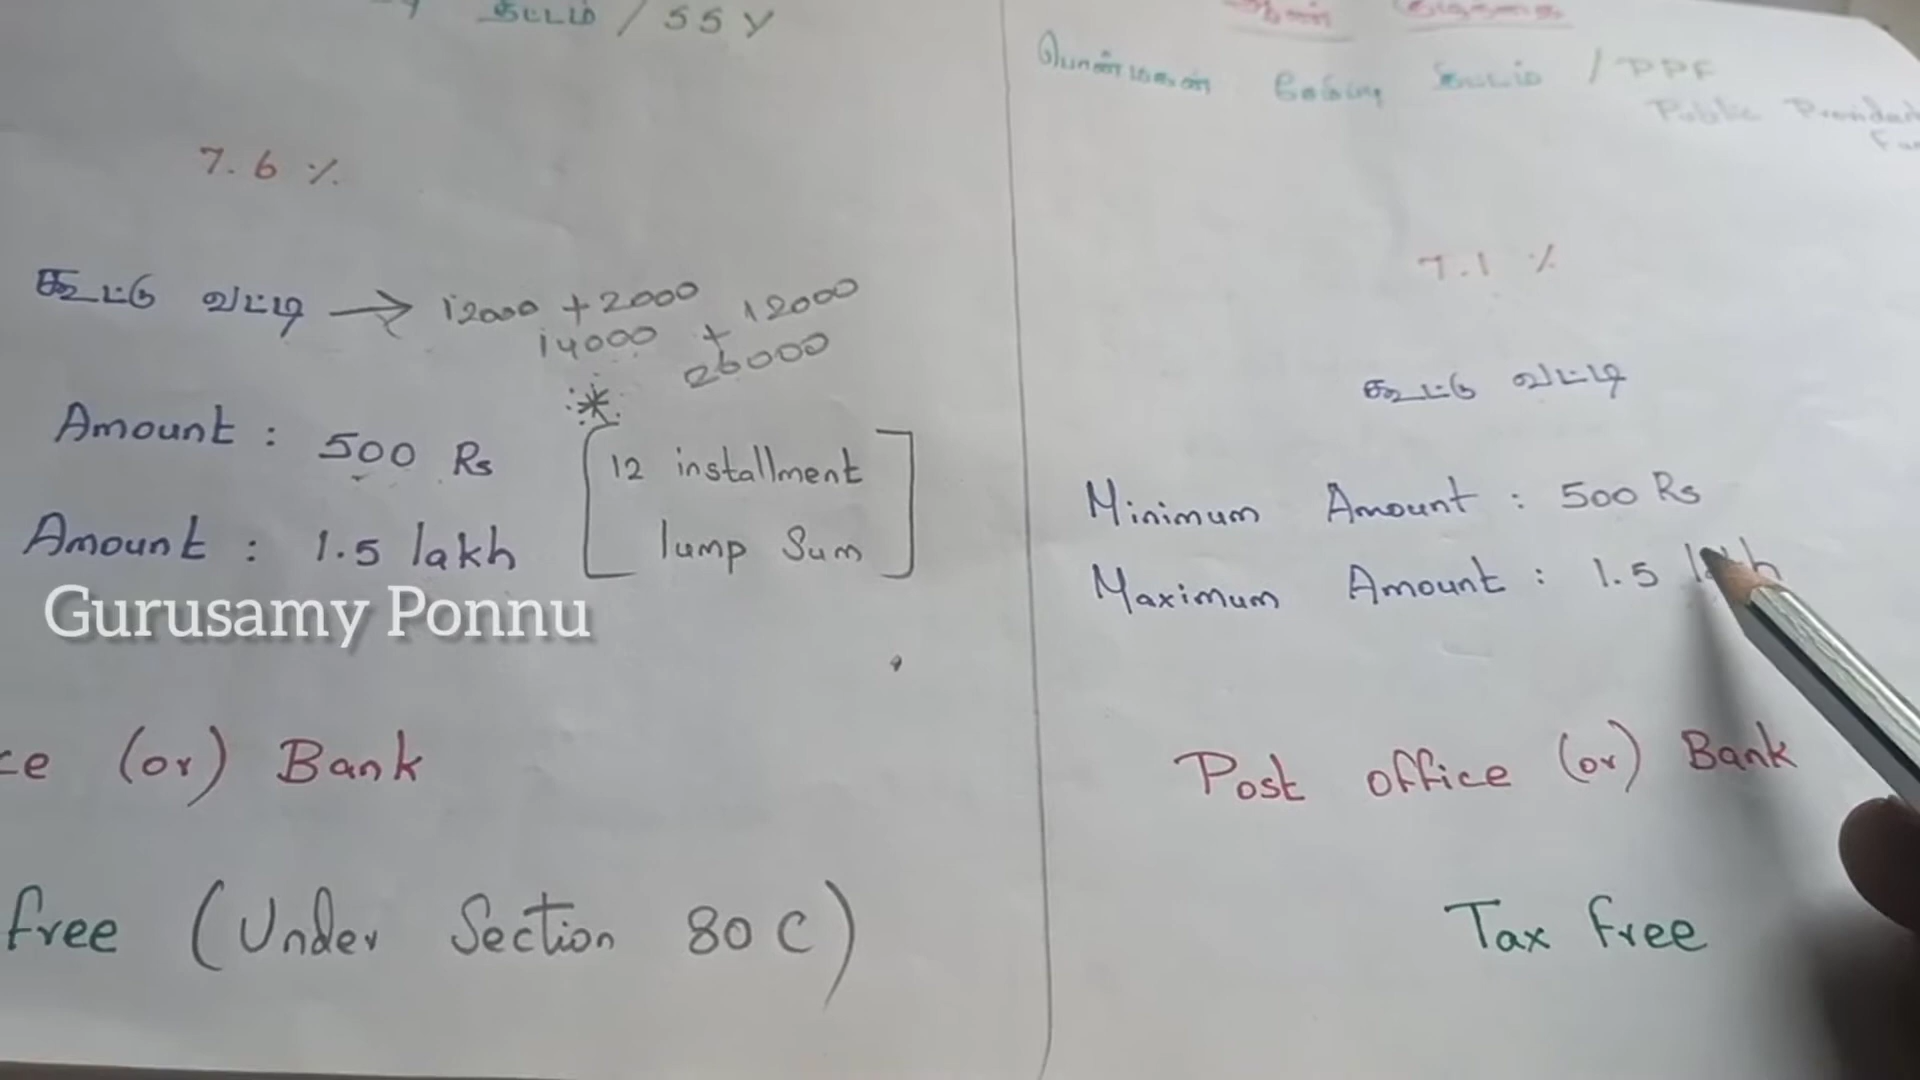 திட்டம் / SSY
7.6 %
கூட்டு வட்டி → 12000 + 2000
14000 + 12000
26000
Amount : 500 Rs
Amount : 1.5 lakh
[12 installment
lump Sum]
Gurusamy Ponnu
ce (or) Bank
free (Under Section 80 C)
பொன்மகன் சேமிப்பு திட்டம் / PPF
Public Provident
Fun
7.1 %
கூட்டு வட்டி
Minimum Amount : 500 Rs
Maximum Amount : 1.5 lakh
Post office (or) Bank
Tax free